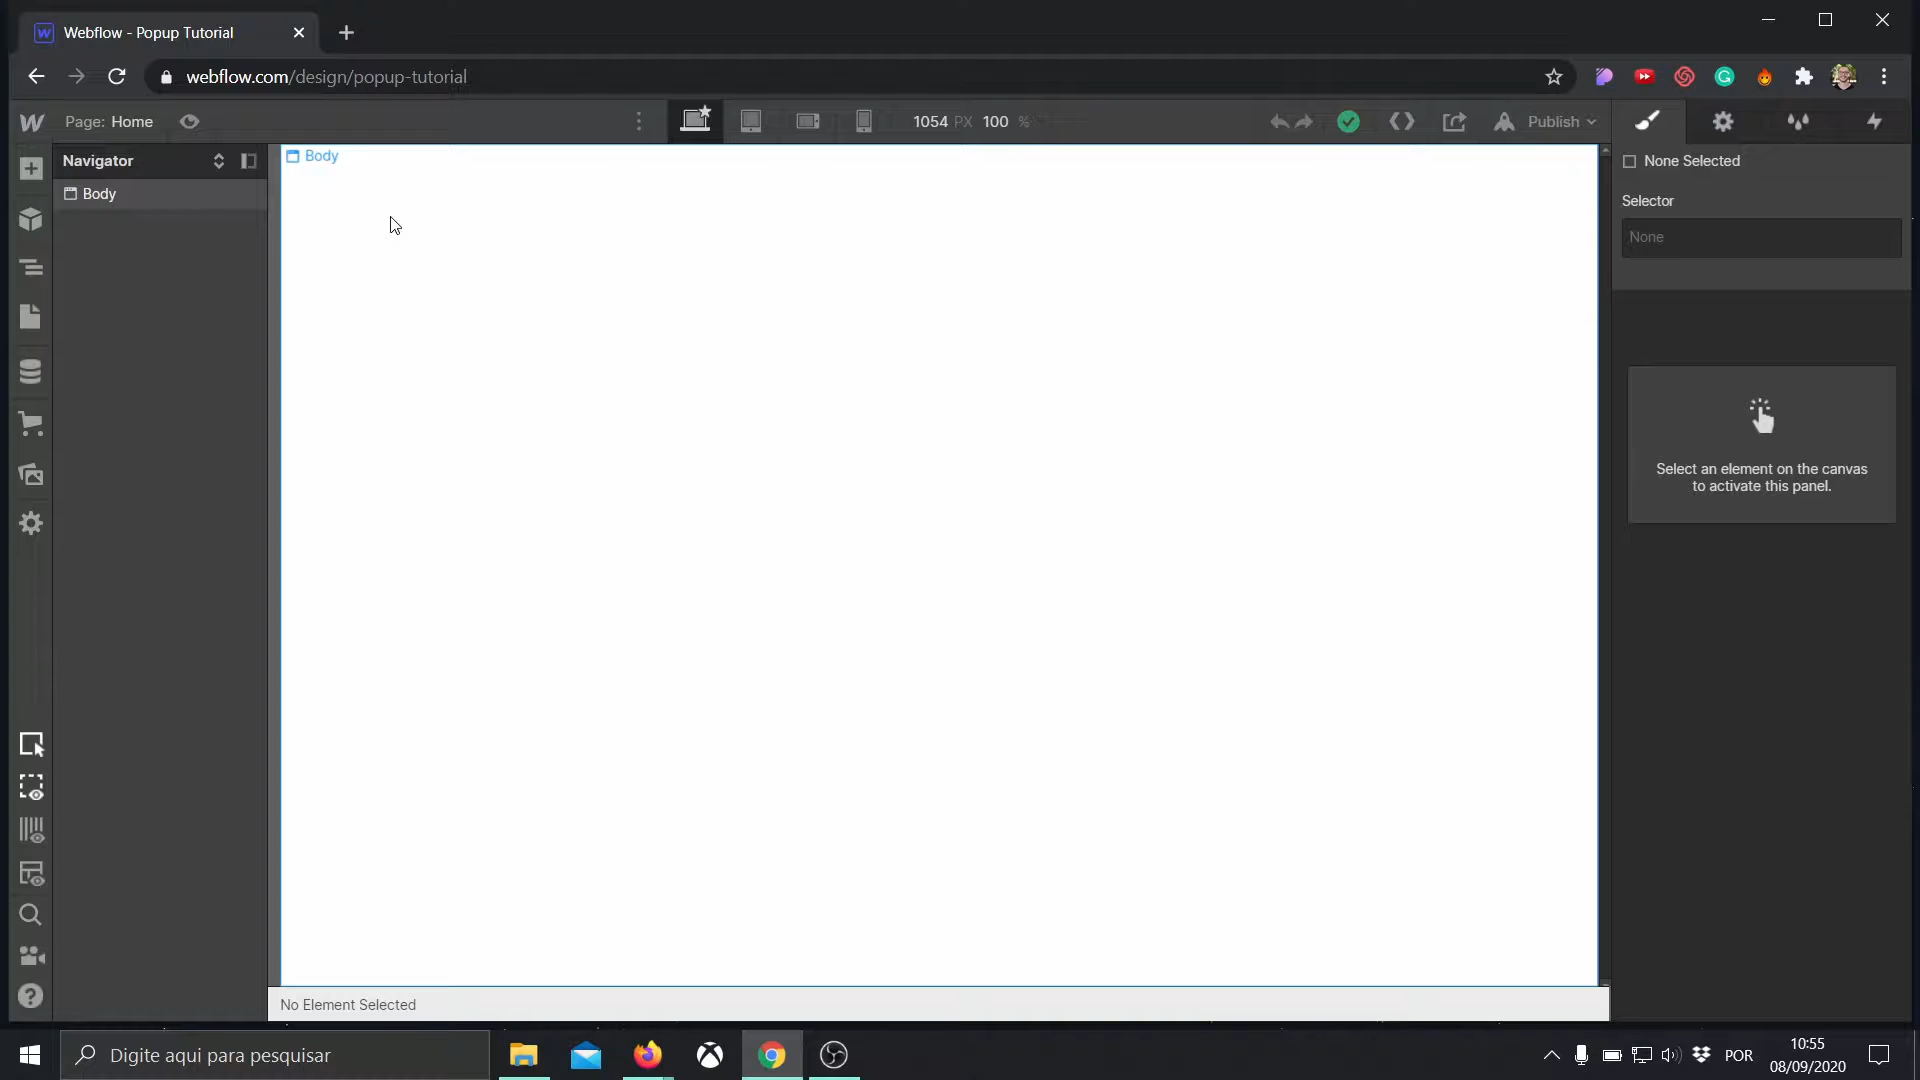 Webflow - Popup Tutorial
webflow.com/design/popup-tutorial
Page: Home
1054 PX 100 %
Publish
Navigator
Body
Body
None Selected
Selector
None
Select an element on the canvas
to activate this panel.
No Element Selected
Digite aqui para pesquisar
POR
10:55
08/09/2020